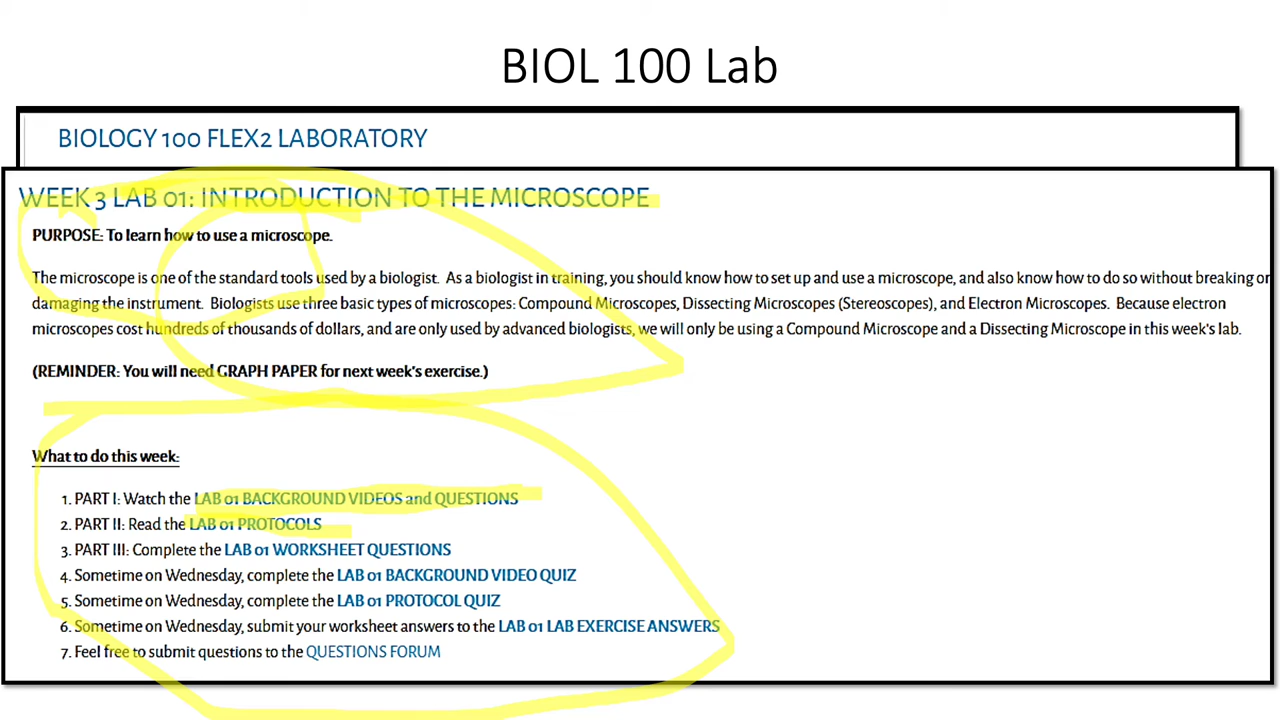 BIOL 100 Lab
BIOLOGY 100 FLEX2 LABORATORY
WEEK 3 LAB 01: INTRODUCTION TO THE MICROSCOPE
PURPOSE: To learn how to use a microscope.
The microscope is one of the standard tools used by a biologist. As a biologist in training, you should know how to set up and use a microscope, and also know how to do so without breaking or
damaging the instrument. Biologists use three basic types of microscopes: Compound Microscopes, Dissecting Microscopes (Stereoscopes), and Electron Microscopes. Because electron
microscopes cost hundreds of thousands of dollars, and are only used by advanced biologists, we will only be using a Compound Microscope and a Dissecting Microscope in this week's lab.
(REMINDER: You will need GRAPH PAPER for next week's exercise.)
What to do this week:
1. PART I: Watch the LAB 01 BACKGROUND VIDEOS and QUESTIONS
2. PART II: Read the LAB 01 PROTOCOLS
3. PART III: Complete the LAB 01 WORKSHEET QUESTIONS
4. Sometime on Wednesday, complete the LAB 01 BACKGROUND VIDEO QUIZ
5. Sometime on Wednesday, complete the LAB 01 PROTOCOL QUIZ
6. Sometime on Wednesday, submit your worksheet answers to the LAB 01 LAB EXERCISE ANSWERS
7. Feel free to submit questions to the QUESTIONS FORUM